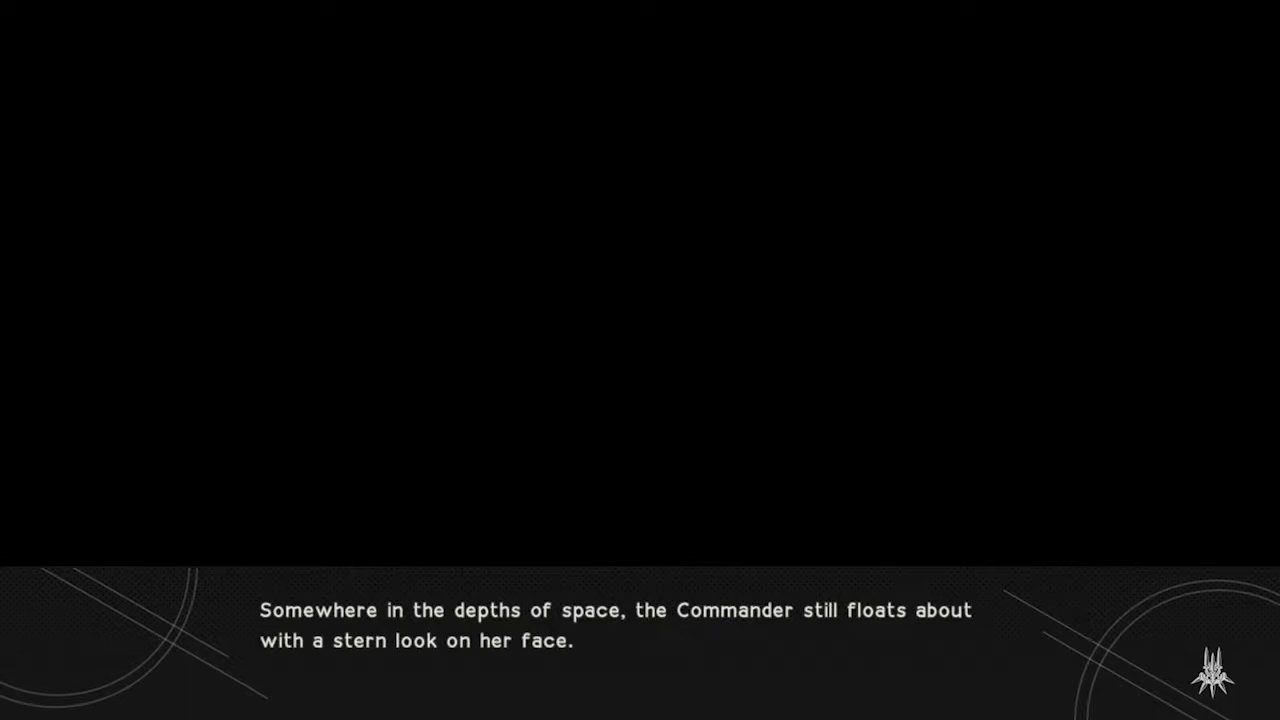 Somewhere in the depths of space, the Commander still floats about
with a stern look on her face.